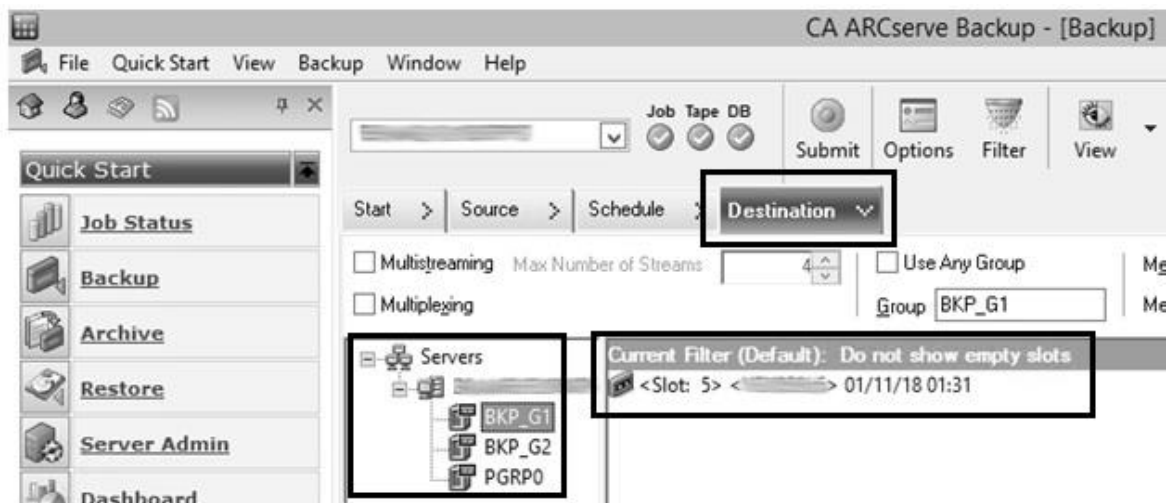 CA ARCserve Backup - [Backup]
File Quick Start View Backup Window Help
Job Tape DB
Submit Options Filter View
Quick Start
Job Status
Backup
Archive
Restore
Server Admin
Dashboard
Start > Source > Schedule > Destination
Multistreaming Max Number of Streams 4
Use Any Group
Multiplexing
Group BKP_G1
Servers
BKP_G1
BKP_G2
PGRP0
Current Filter (Default): Do not show empty slots
<Slot: 5> < > 01/11/18 01:31